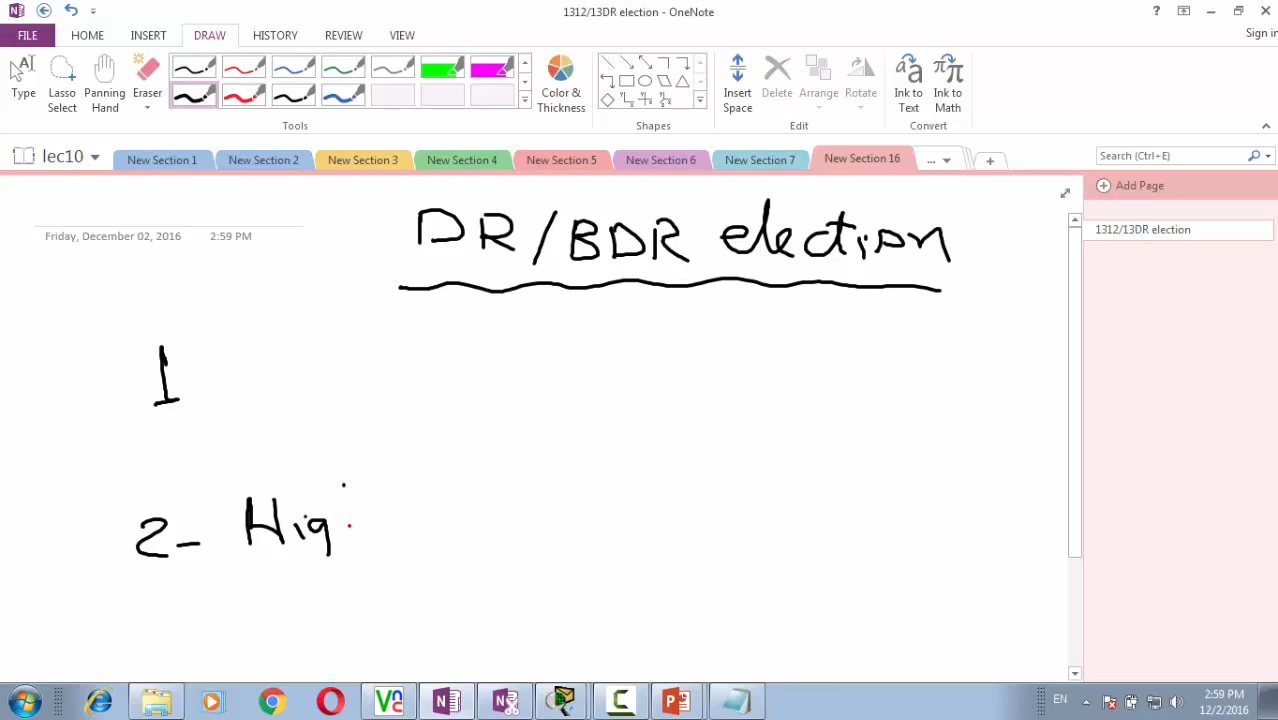 1312/13DR election - OneNote
?
Sign in
FILE HOME INSERT DRAW HISTORY REVIEW VIEW
Type
Lasso Select
Panning Hand
Eraser
Color & Thickness
Insert Space
Delete
Arrange
Rotate
Ink to Text
Ink to Math
Tools Shapes Edit Convert
lec10 New Section 1 New Section 2 New Section 3 New Section 4 New Section 5 New Section 6 New Section 7 New Section 16 ... + Search (Ctrl+E)
Add Page
1312/13DR election
Friday, December 02, 2016 2:59 PM
DR/BDR election
1
2- Hig
EN
2:59 PM
12/2/2016